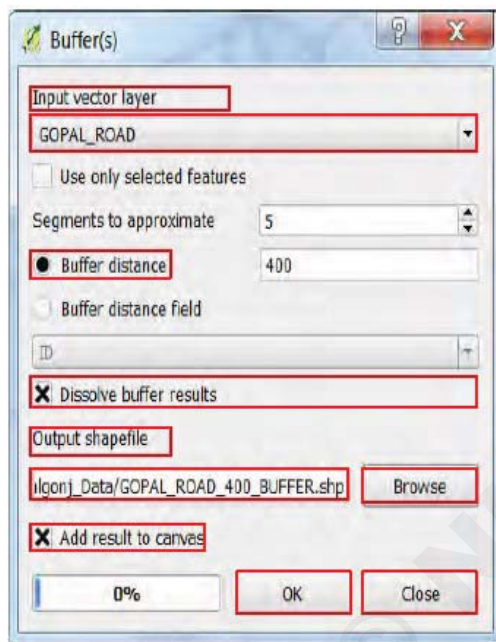 Buffer(s)
Input vector layer
GOPAL_ROAD
Use only selected features
Segments to approximate 5
Buffer distance 400
Buffer distance field
ID
Dissolve buffer results
Output shapefile
algonj_Data/GOPAL_ROAD_400_BUFFER.shp Browse
Add result to canvas
0% OK Close